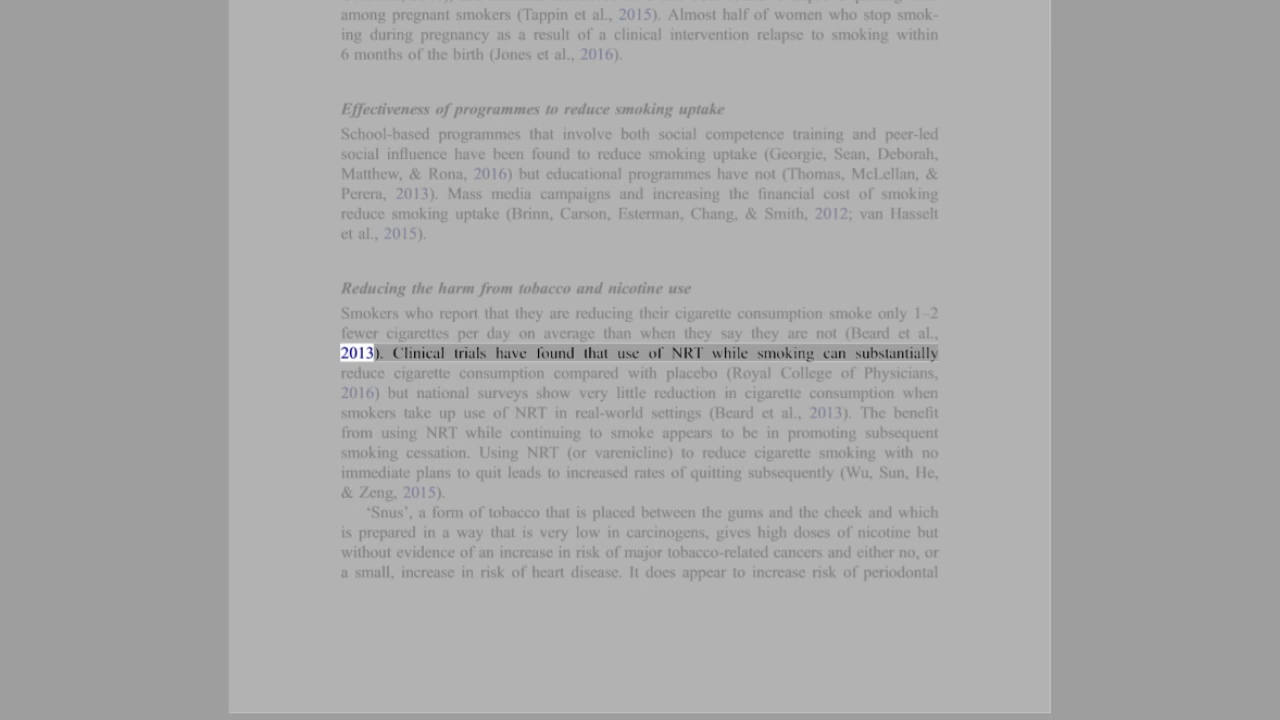 among pregnant smokers (Tappin et al., 2015). Almost half of women who stop smok-
ing during pregnancy as a result of a clinical intervention relapse to smoking within
6 months of the birth (Jones et al., 2016).
Effectiveness of programmes to reduce smoking uptake
School-based programmes that involve both social competence training and peer-led
social influence have been found to reduce smoking uptake (Georgie, Sean, Deborah,
Matthew, & Rona, 2016) but educational programmes have not (Thomas, McLellan, &
Perera, 2013). Mass media campaigns and increasing the financial cost of smoking
reduce smoking uptake (Brinn, Carson, Esterman, Chang, & Smith, 2012; van Hasselt
et al., 2015).
Reducing the harm from tobacco and nicotine use
Smokers who report that they are reducing their cigarette consumption smoke only 1–2
fewer cigarettes per day on average than when they say they are not (Beard et al.,
2013). Clinical trials have found that use of NRT while smoking can substantially
reduce cigarette consumption compared with placebo (Royal College of Physicians,
2016) but national surveys show very little reduction in cigarette consumption when
smokers take up use of NRT in real-world settings (Beard et al., 2013). The benefit
from using NRT while continuing to smoke appears to be in promoting subsequent
smoking cessation. Using NRT (or varenicline) to reduce cigarette smoking with no
immediate plans to quit leads to increased rates of quitting subsequently (Wu, Sun, He,
& Zeng, 2015).
‘Snus’, a form of tobacco that is placed between the gums and the cheek and which
is prepared in a way that is very low in carcinogens, gives high doses of nicotine but
without evidence of an increase in risk of major tobacco-related cancers and either no, or
a small, increase in risk of heart disease. It does appear to increase risk of periodontal